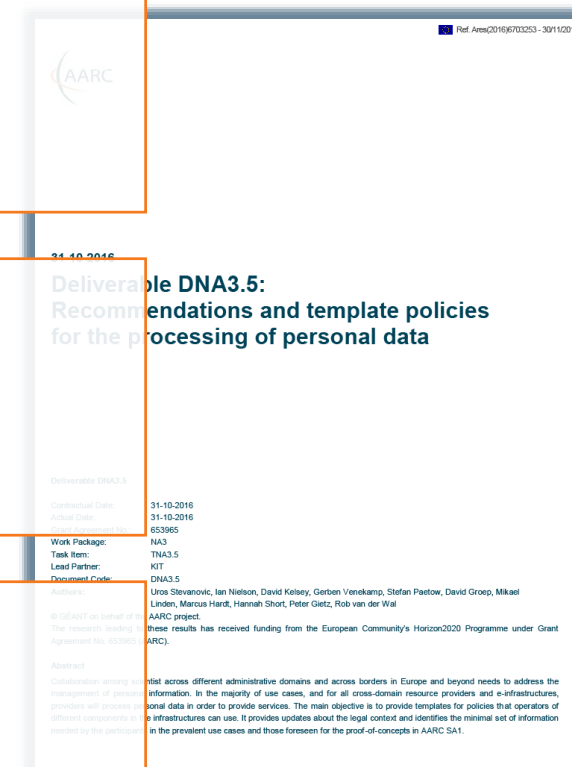 Ref. Ares(2016)6703253 - 30/11/201
AARC
31-10-2016
Deliverable DNA3.5:
Recommendations and template policies
for the processing of personal data
Deliverable DNA3.5
Contractual Date: 31-10-2016
Actual Date: 31-10-2016
Grant Agreement No.: 653965
Work Package: NA3
Task Item: TNA3.5
Lead Partner: KIT
Document Code: DNA3.5
Authors: Uros Stevanovic, Ian Nielson, David Kelsey, Gerben Venekamp, Stefan Paetow, David Groep, Mikael
Linden, Marcus Hardt, Hannah Short, Peter Gietz, Rob van der Wal
© GÉANT on behalf of the AARC project.
The research leading to these results has received funding from the European Community's Horizon2020 Programme under Grant
Agreement No. 653965 (AARC).
Abstract
Collaboration among scientist across different administrative domains and across borders in Europe and beyond needs to address the
management of personal information. In the majority of use cases, and for all cross-domain resource providers and e-infrastructures,
providers will process personal data in order to provide services. The main objective is to provide templates for policies that operators of
different components in the infrastructures can use. It provides updates about the legal context and identifies the minimal set of information
needed by the participants in the prevalent use cases and those foreseen for the proof-of-concepts in AARC SA1.